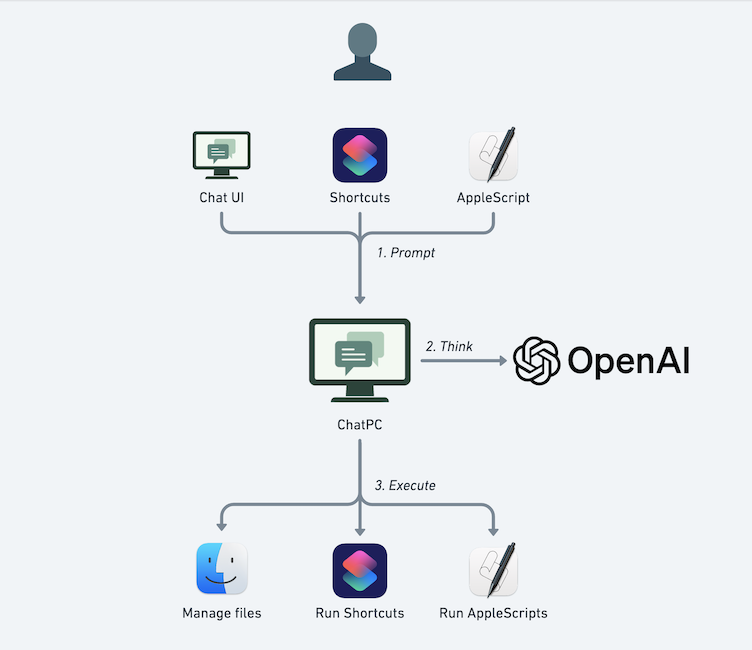 Chat UI
Shortcuts
AppleScript
1. Prompt
2. Think
OpenAI
ChatPC
3. Execute
Manage files
Run Shortcuts
Run AppleScripts